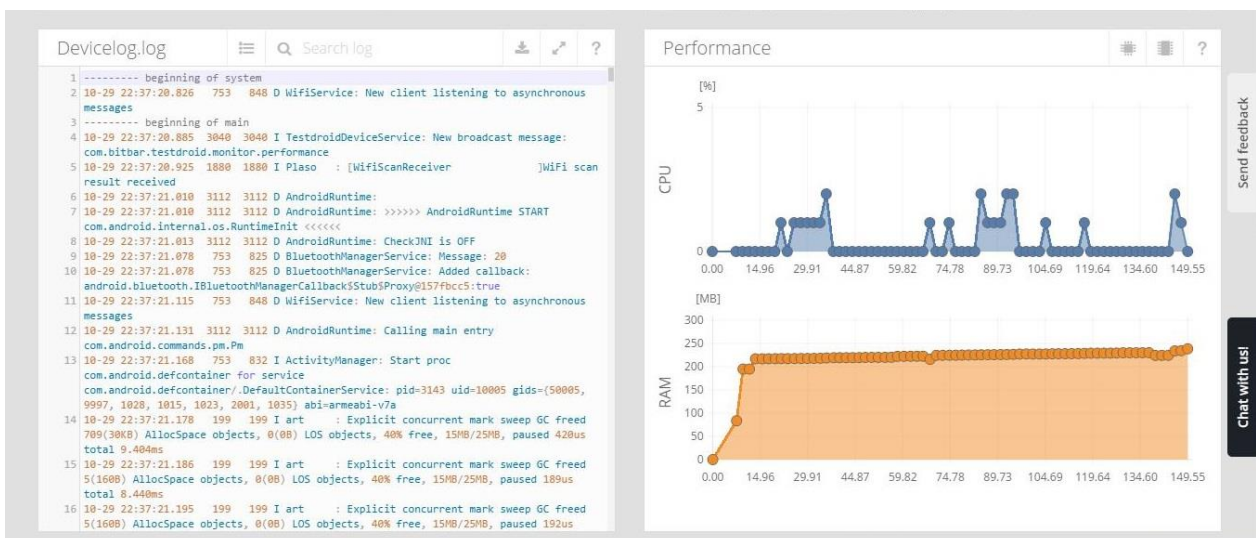 Devicelog.log
Search log
?
1 --------- beginning of system
2 10-29 22:37:20.826 753 848 D WifiService: New client listening to asynchronous
messages
3 --------- beginning of main
4 10-29 22:37:20.885 3040 3040 I TestdroidDeviceService: New broadcast message:
com.bitbar.testdroid.monitor.performance
5 10-29 22:37:20.925 1880 1880 I Plaso : [WifiScanReceiver ]WiFi scan
result received
6 10-29 22:37:21.010 3112 3112 D AndroidRuntime:
7 10-29 22:37:21.010 3112 3112 D AndroidRuntime: >>>>>> AndroidRuntime START
com.android.internal.os.RuntimeInit <<<<<<
8 10-29 22:37:21.013 3112 3112 D AndroidRuntime: CheckJNI is OFF
9 10-29 22:37:21.078 753 825 D BluetoothManagerService: Message: 20
10 10-29 22:37:21.078 753 825 D BluetoothManagerService: Added callback:
android.bluetooth.IBluetoothManagerCallback$Stub$Proxy@157fbcc5:true
11 10-29 22:37:21.115 753 848 D WifiService: New client listening to asynchronous
messages
12 10-29 22:37:21.131 3112 3112 D AndroidRuntime: Calling main entry
com.android.commands.pm.Pm
13 10-29 22:37:21.168 753 832 I ActivityManager: Start proc
com.android.defcontainer for service
com.android.defcontainer/.DefaultContainerService: pid=3143 uid=10005 gids={50005,
9997, 1028, 1015, 1023, 2001, 1035} abi=armeabi-v7a
14 10-29 22:37:21.178 199 199 I art : Explicit concurrent mark sweep GC freed
709(30KB) AllocSpace objects, 0(0B) LOS objects, 40% free, 15MB/25MB, paused 420us
total 9.404ms
15 10-29 22:37:21.186 199 199 I art : Explicit concurrent mark sweep GC freed
5(160B) AllocSpace objects, 0(0B) LOS objects, 40% free, 15MB/25MB, paused 189us
total 8.440ms
16 10-29 22:37:21.195 199 199 I art : Explicit concurrent mark sweep GC freed
5(160B) AllocSpace objects, 0(0B) LOS objects, 40% free, 15MB/25MB, paused 192us
Performance
?
[%]
5
CPU
0
0.00 14.96 29.91 44.87 59.82 74.78 89.73 104.69 119.64 134.60 149.55
[MB]
300
250
200
150
RAM
100
50
0
0.00 14.96 29.91 44.87 59.82 74.78 89.73 104.69 119.64 134.60 149.55
Send feedback
Chat with us!